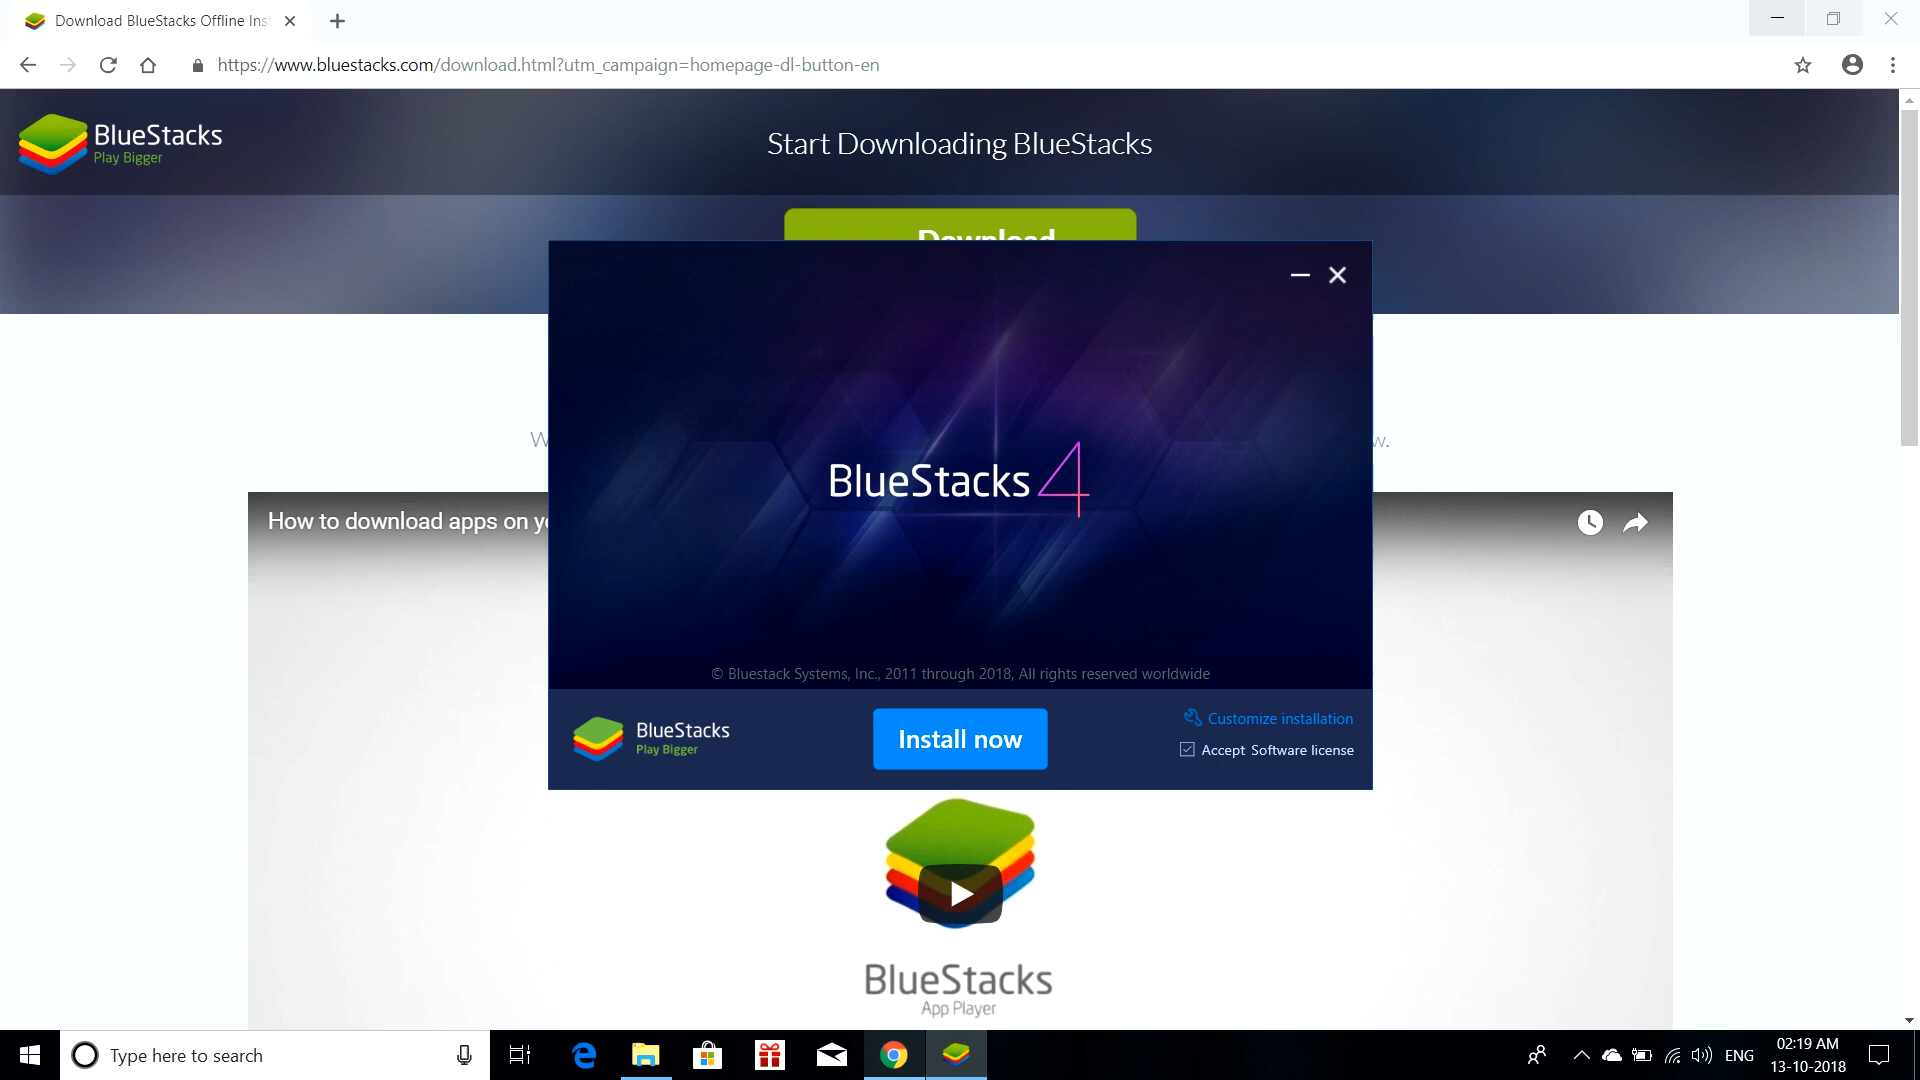 Download BlueStacks Offline Inst
https://www.bluestacks.com/download.html?utm_campaign=homepage-dl-button-en
BlueStacks
Play Bigger
Start Downloading BlueStacks
Download
BlueStacks 4
© Bluestack Systems, Inc., 2011 through 2018, All rights reserved worldwide
BlueStacks
Play Bigger
Install now
Customize installation
Accept Software license
How to download apps on
BlueStacks
App Player
Type here to search
ENG
02:19 AM
13-10-2018